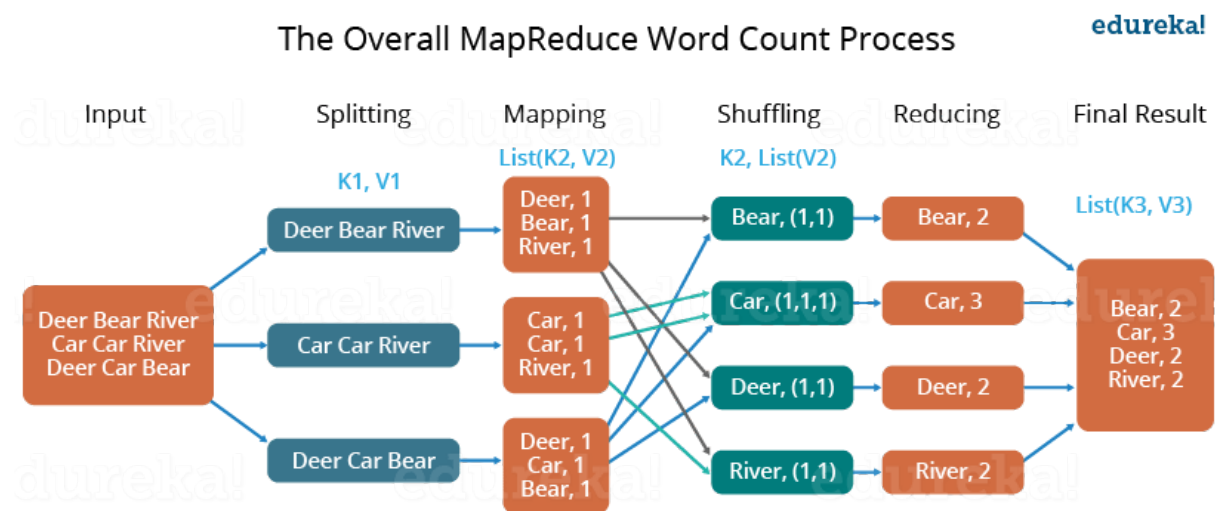 The Overall MapReduce Word Count Process
edureka!
Input
Splitting
Mapping
Shuffling
Reducing
Final Result
K1, V1
List(K2, V2)
K2, List(V2)
List(K3, V3)
Deer Bear River
Car Car River
Deer Car Bear
Deer Bear River
Car Car River
Deer Car Bear
Deer, 1
Bear, 1
River, 1
Car, 1
Car, 1
River, 1
Deer, 1
Car, 1
Bear, 1
Bear, (1,1)
Car, (1,1,1)
Deer, (1,1)
River, (1,1)
Bear, 2
Car, 3
Deer, 2
River, 2
Bear, 2
Car, 3
Deer, 2
River, 2